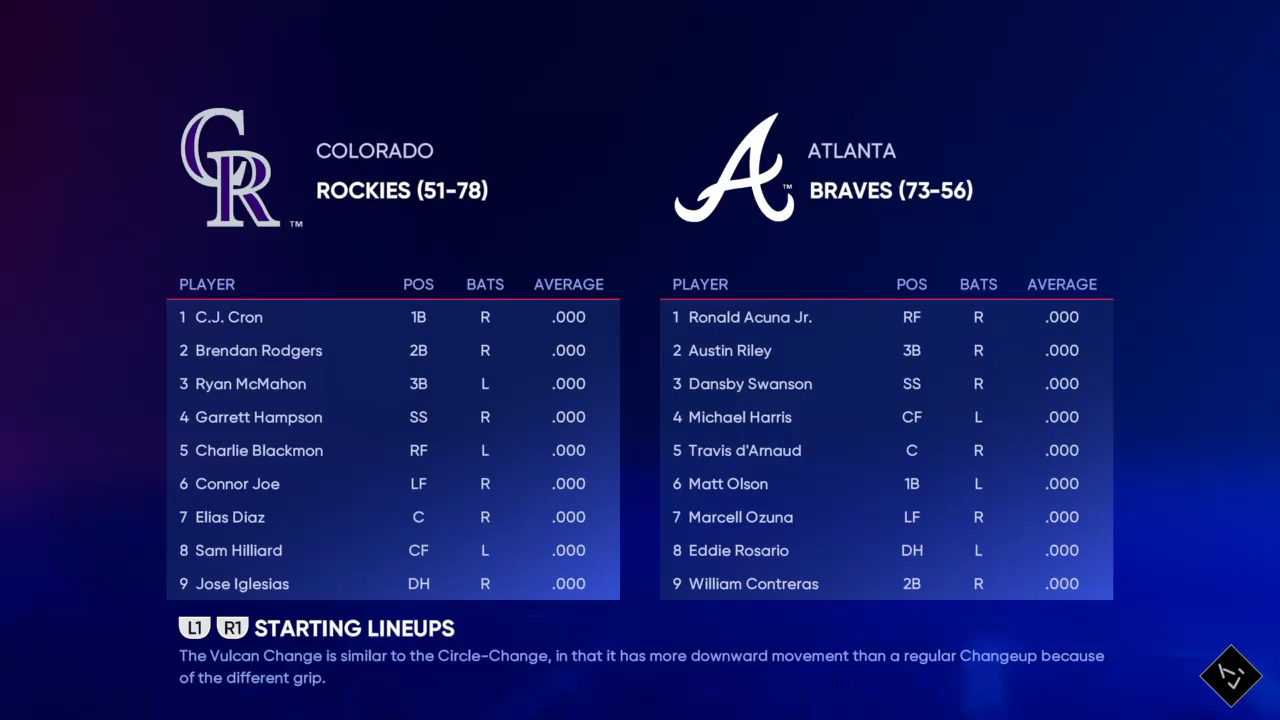 CR
TM
COLORADO
ROCKIES (51-78)
A
TM
ATLANTA
BRAVES (73-56)
PLAYER POS BATS AVERAGE
1 C.J. Cron 1B R .000
2 Brendan Rodgers 2B R .000
3 Ryan McMahon 3B L .000
4 Garrett Hampson SS R .000
5 Charlie Blackmon RF L .000
6 Connor Joe LF R .000
7 Elias Diaz C R .000
8 Sam Hilliard CF L .000
9 Jose Iglesias DH R .000
PLAYER POS BATS AVERAGE
1 Ronald Acuna Jr. RF R .000
2 Austin Riley 3B R .000
3 Dansby Swanson SS R .000
4 Michael Harris CF L .000
5 Travis d'Arnaud C R .000
6 Matt Olson 1B L .000
7 Marcell Ozuna LF R .000
8 Eddie Rosario DH L .000
9 William Contreras 2B R .000
L1 R1 STARTING LINEUPS
The Vulcan Change is similar to the Circle-Change, in that it has more downward movement than a regular Changeup because
of the different grip.